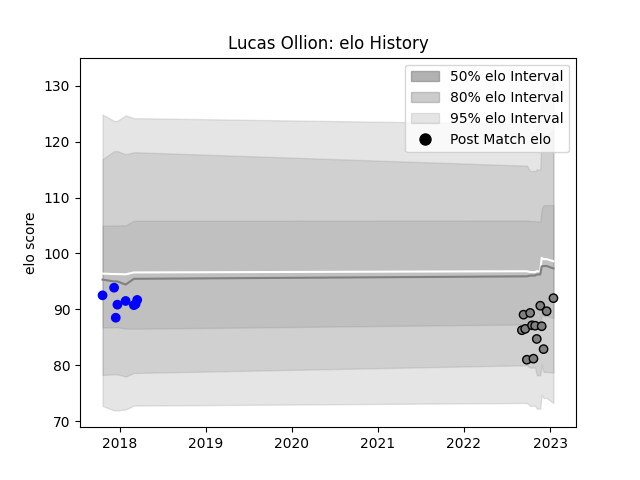 Lucas Ollion: elo History
50% elo Interval
80% elo Interval
95% elo Interval
Post Match elo
elo score
130
120
110
100
90
80
70
2018
2019
2020
2021
2022
2023